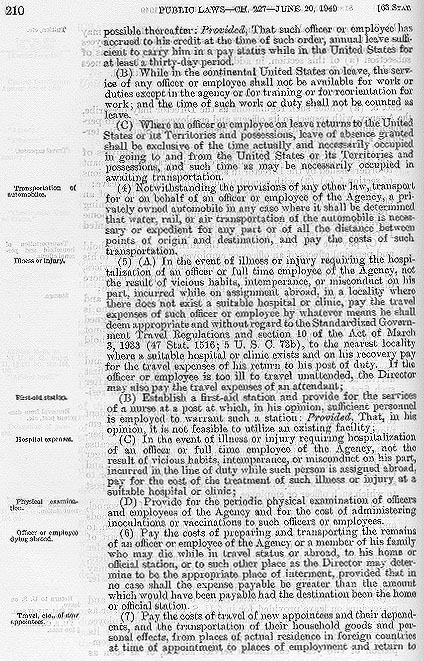 210 PUBLIC LAWS—CH. 227—JUNE 20, 1949 [63 STAT.
possible thereafter: Provided, That such officer or employee has
accrued to his credit at the time of such order, annual leave suffi-
cient to carry him in a pay status while in the United States for
at least a thirty-day period.
(B) While in the continental United States on leave, the serv-
ice of any officer or employee shall not be available for work or
duties except in the agency or for training or for reorientation for
work; and the time of such work or duty shall not be counted as
leave.
(C) Where an officer or employee on leave returns to the United
States or its Territories and possessions, leave of absence granted
shall be exclusive of the time actually and necessarily occupied
in going to and from the United States or its Territories and
possessions, and such time as may be necessarily occupied in
awaiting transportation.
Transportation of
automobiles.
(4) Notwithstanding the provisions of any other law, transport
for or on behalf of an officer or employee of the Agency, a pri-
vately owned automobile in any case where it shall be determined
that water, rail, or air transportation of the automobile is neces-
sary or expedient for any part or of all the distance between
points of origin and destination, and pay the costs of such
transportation.
Illness or injury.
(5) (A) In the event of illness or injury requiring the hospi-
talization of an officer or full time employee of the Agency, not
the result of vicious habits, intemperance, or misconduct on his
part, incurred while on assignment abroad, in a locality where
there does not exist a suitable hospital or clinic, pay the travel
expenses of such officer or employee by whatever means he shall
deem appropriate and without regard to the Standardized Govern-
ment Travel Regulations and section 10 of the Act of March
3, 1933 (47 Stat. 1516; 5 U. S. C. 73b), to the nearest locality
where a suitable hospital or clinic exists and on his recovery pay
for the travel expenses of his return to his post of duty. If the
officer or employee is too ill to travel unattended, the Director
may also pay the travel expenses of an attendant;
First-aid station.
(B) Establish a first-aid station and provide for the services
of a nurse at a post at which, in his opinion, sufficient personnel
is employed to warrant such a station: Provided, That, in his
opinion, it is not feasible to utilize an existing facility;
Hospital expenses.
(C) In the event of illness or injury requiring hospitalization
of an officer or full time employee of the Agency, not the
result of vicious habits, intemperance, or misconduct on his part,
incurred in the line of duty while such person is assigned abroad,
pay for the cost of the treatment of such illness or injury at a
suitable hospital or clinic;
Physical examina-
tion.
(D) Provide for the periodic physical examination of officers
and employees of the Agency and for the cost of administering
inoculations or vaccinations to such officers or employees.
Officer or employee
dying abroad.
(6) Pay the costs of preparing and transporting the remains
of an officer or employee of the Agency or a member of his family
who may die while in travel status or abroad, to his home or
official station, or to such other place as the Director may deter-
mine to be the appropriate place of interment, provided that in
no case shall the expense payable be greater than the amount
which would have been payable had the destination been the home
or official station.
Travel, etc., of new
appointees.
(7) Pay the costs of travel of new appointees and their depend-
ents, and the transportation of their household goods and per-
sonal effects, from places of actual residence in foreign countries
at time of appointment to places of employment and return to